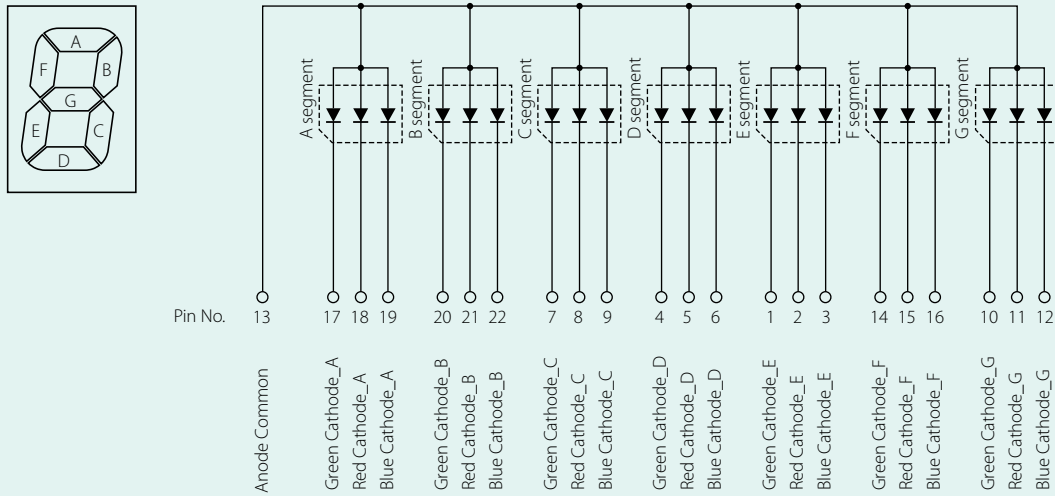 A
F
B
G
E
C
D
A segment
B segment
C segment
D segment
E segment
F segment
G segment
Pin No. 13 17 18 19 20 21 22 7 8 9 4 5 6 1 2 3 14 15 16 10 11 12
Anode Common
Green Cathode_A
Red Cathode_A
Blue Cathode_A
Green Cathode_B
Red Cathode_B
Blue Cathode_B
Green Cathode_C
Red Cathode_C
Blue Cathode_C
Green Cathode_D
Red Cathode_D
Blue Cathode_D
Green Cathode_E
Red Cathode_E
Blue Cathode_E
Green Cathode_F
Red Cathode_F
Blue Cathode_F
Green Cathode_G
Red Cathode_G
Blue Cathode_G